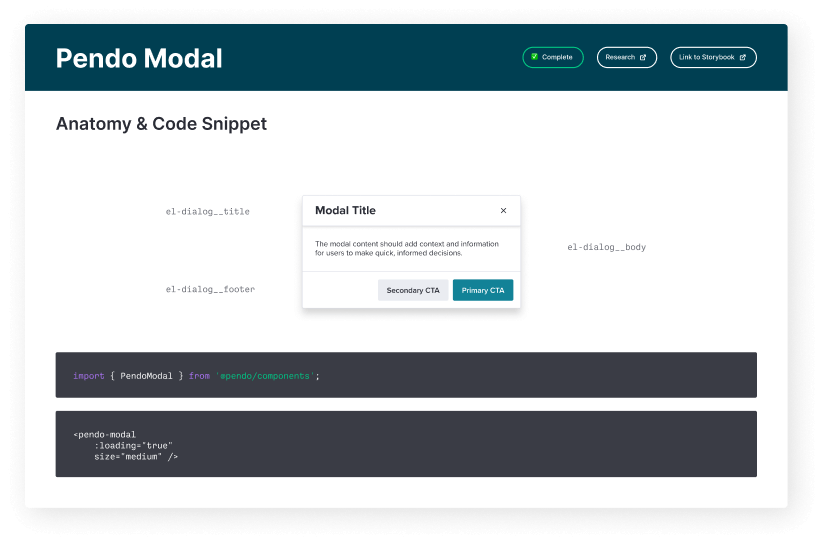 Pendo Modal
Complete
Research
Link to Storybook
Anatomy & Code Snippet
el-dialog__title
Modal Title
The modal content should add context and information
for users to make quick, informed decisions.
el-dialog__body
el-dialog__footer
Secondary CTA
Primary CTA
import { PendoModal } from '@pendo/components';
<pendo-modal
    :loading="true"
    size="medium" />